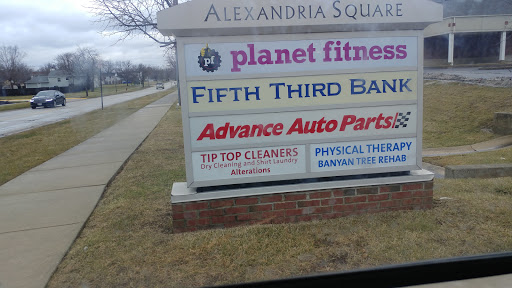 ALEXANDRIA SQUARE
pf planet fitness
FIFTH THIRD BANK
Advance Auto Parts
TIP TOP CLEANERS
Dry Cleaning and Shirt Laundry
Alterations
PHYSICAL THERAPY
BANYAN TREE REHAB